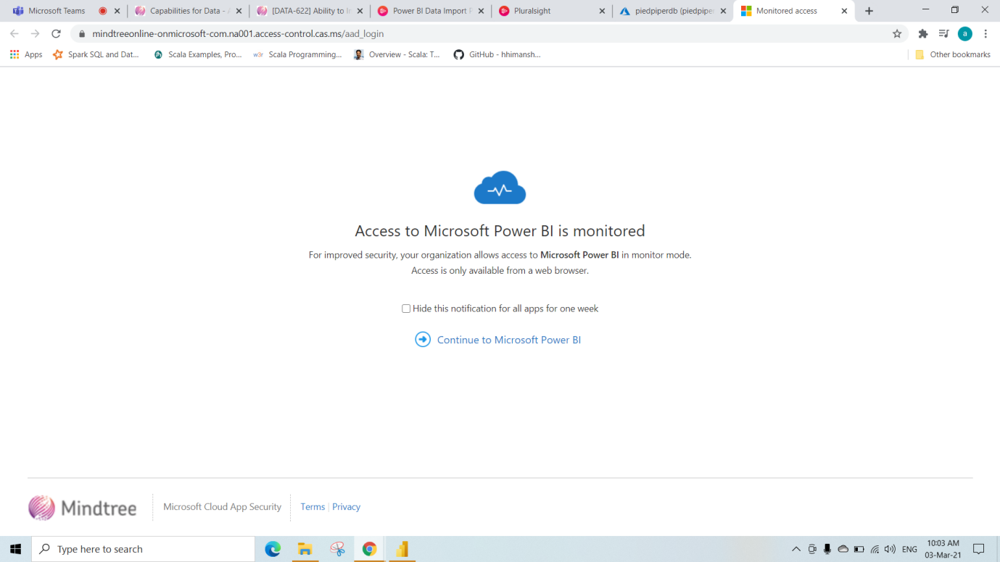 Microsoft Teams
Capabilities for Data - A
[DATA-622] Ability to In
Power BI Data Import F
Pluralsight
piedpiperdb (piedpiper
Monitored access
mindtreeonline-onmicrosoft-com.na001.access-control.cas.ms/aad_login
a
Apps
Spark SQL and Dat...
Scala Examples, Pro...
w3r
Scala Programming...
Overview - Scala: T...
GitHub - hhimansh...
Other bookmarks
Access to Microsoft Power BI is monitored
For improved security, your organization allows access to Microsoft Power BI in monitor mode.
Access is only available from a web browser.
Hide this notification for all apps for one week
Continue to Microsoft Power BI
Mindtree
Microsoft Cloud App Security
Terms | Privacy
Type here to search
ENG
10:03 AM
03-Mar-21